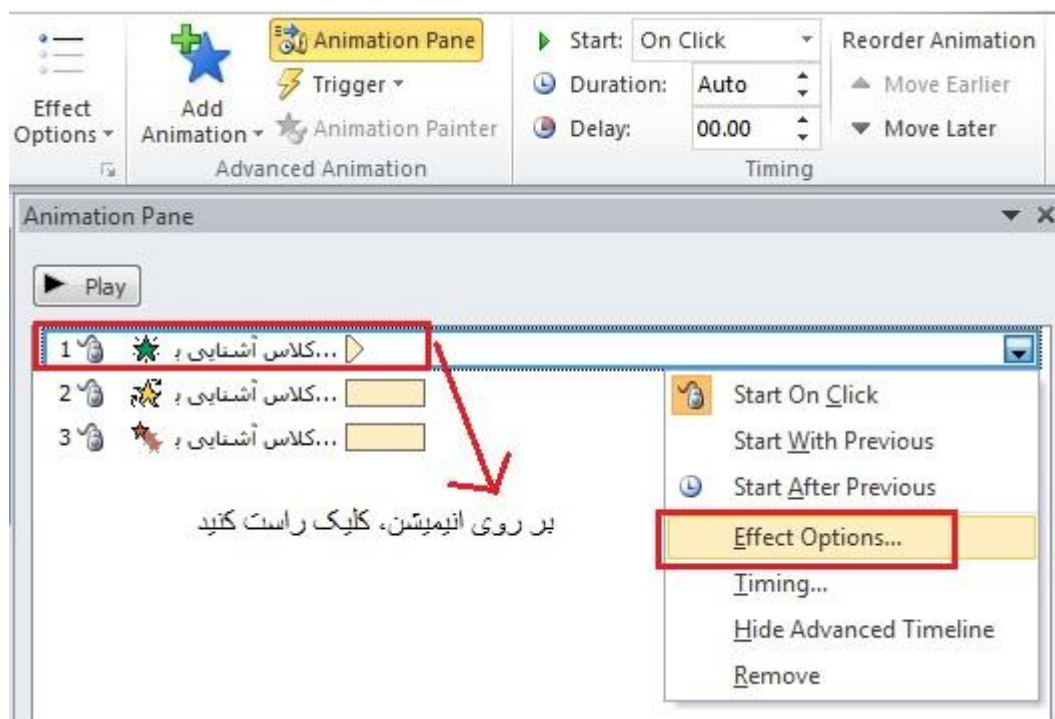 Effect Options
Add Animation
Animation Pane
Trigger
Animation Painter
Advanced Animation
Start: On Click
Duration: Auto
Delay: 00.00
Timing
Reorder Animation
Move Earlier
Move Later
Animation Pane
Play
1 کلاس آشنایی ب...
2 کلاس آشنایی ب...
3 کلاس آشنایی ب...
بر روی انیمیشن، کلیک راست کنید
Start On Click
Start With Previous
Start After Previous
Effect Options...
Timing...
Hide Advanced Timeline
Remove